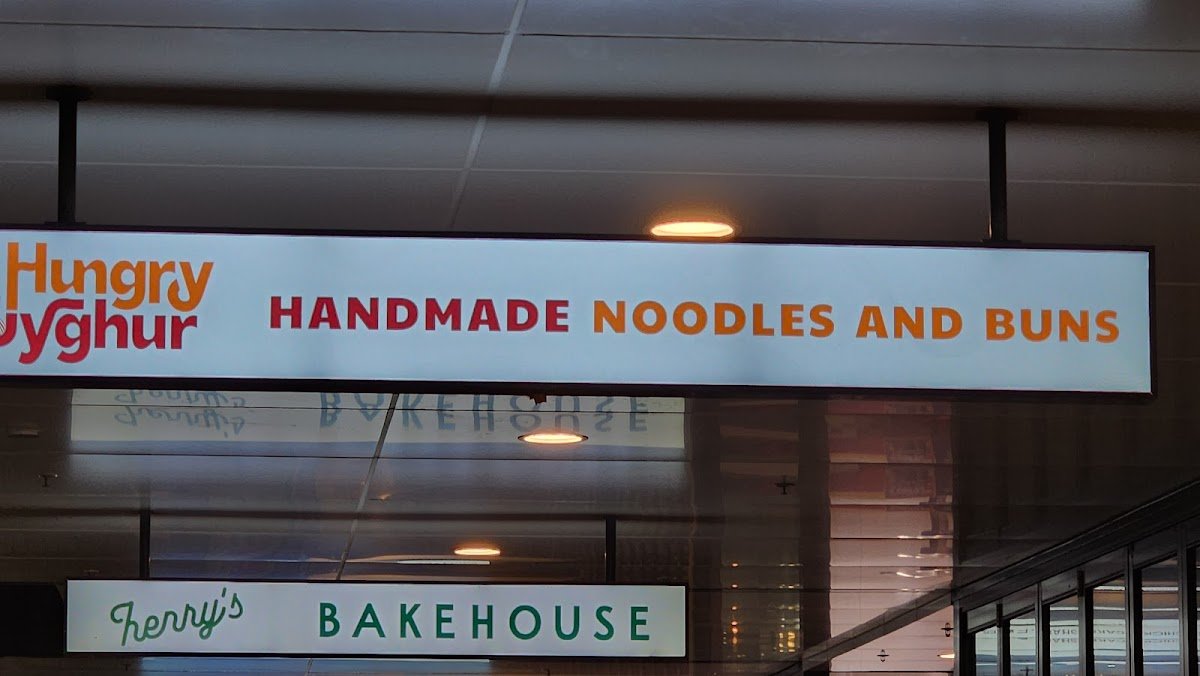 Hungry
uyghur
HANDMADE NOODLES AND BUNS
henry's BAKEHOUSE